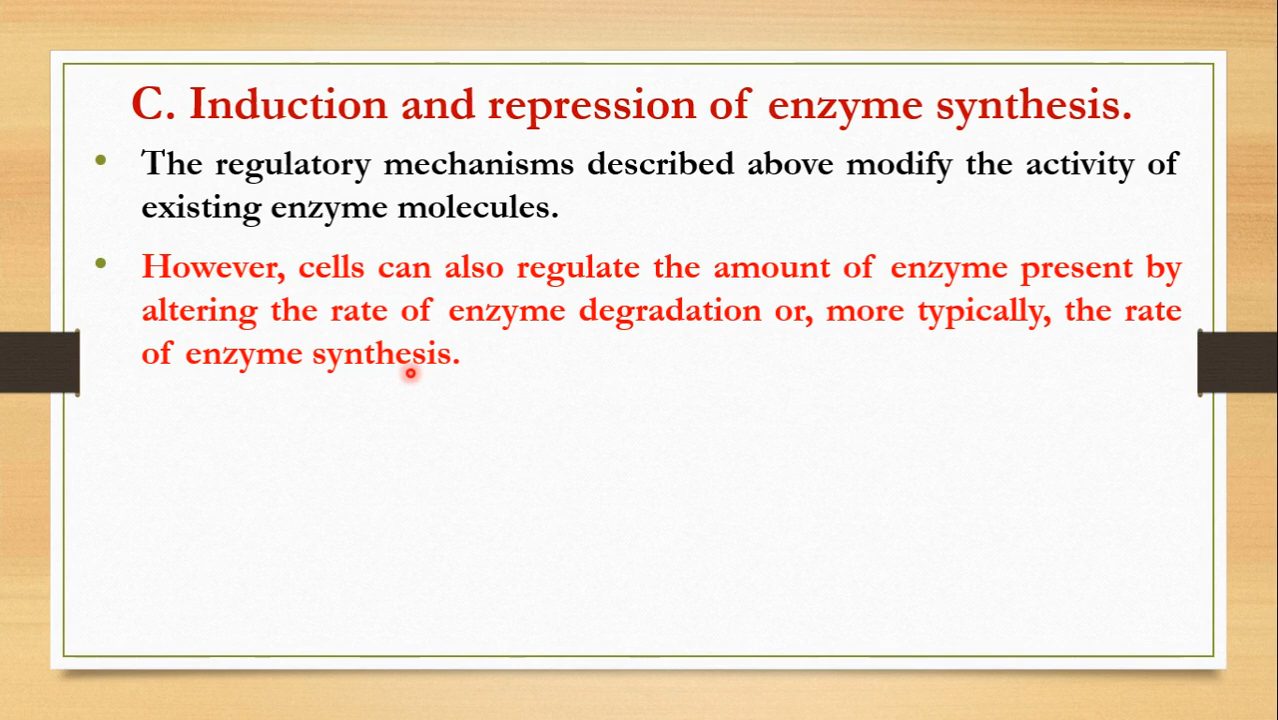 C. Induction and repression of enzyme synthesis.
• The regulatory mechanisms described above modify the activity of
existing enzyme molecules.
• However, cells can also regulate the amount of enzyme present by
altering the rate of enzyme degradation or, more typically, the rate
of enzyme synthesis.